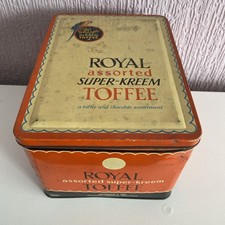 ROYAL
assorted
SUPER-KREEM
TOFFEE
a toffee and chocolate assortment
ROYAL
assorted super-kreem
TOFFEE